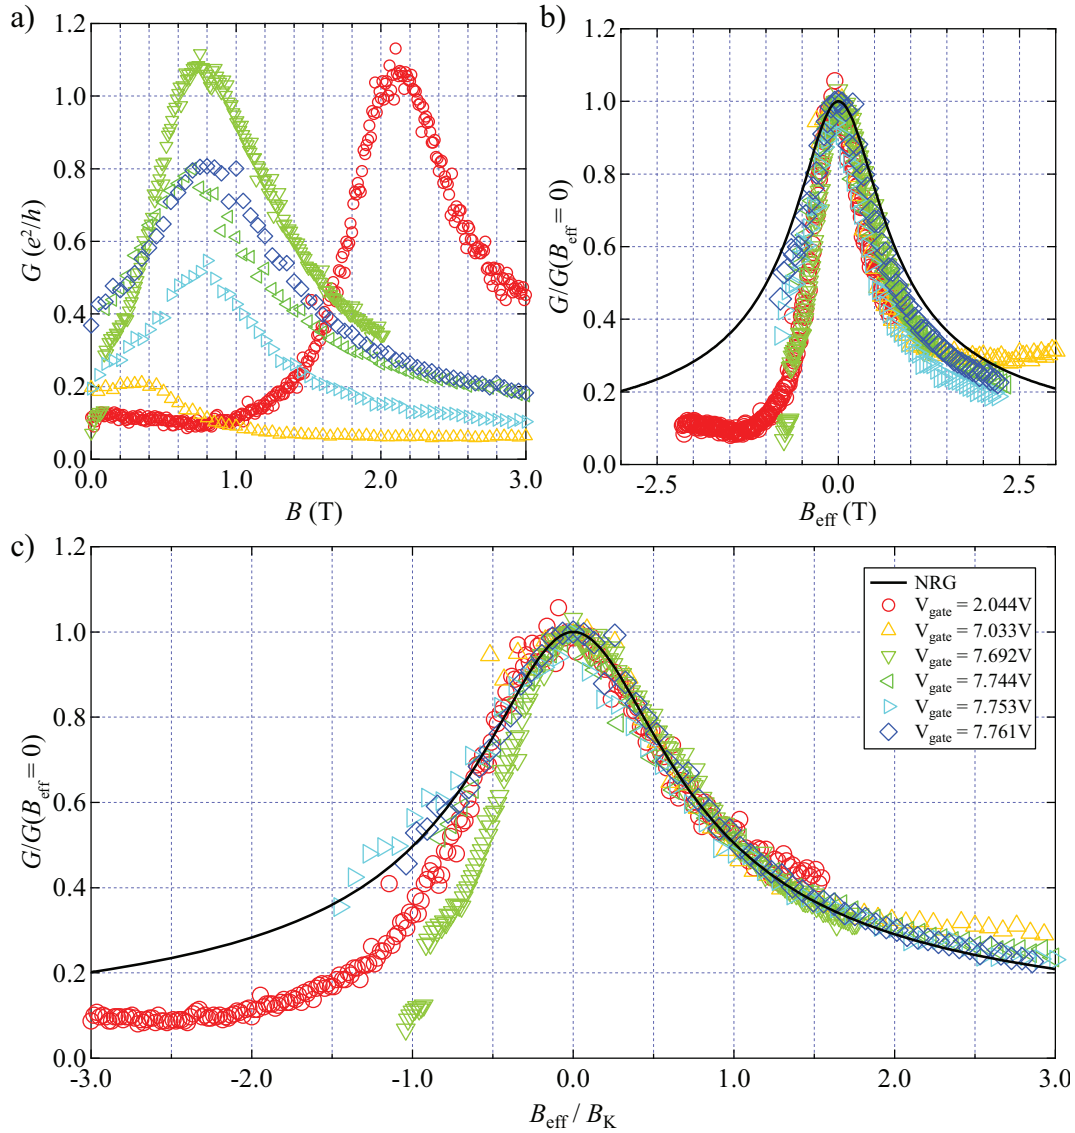 a)
1.2
1.0
0.8
0.6
0.4
0.2
0.0
G (e²/h)
0.0 1.0 2.0 3.0
B (T)
b)
1.2
1.0
0.8
0.6
0.4
0.2
0.0
G/G(B_eff = 0)
-2.5 0.0 2.5
B_eff (T)
c)
1.2
1.0
0.8
0.6
0.4
0.2
0.0
G/G(B_eff = 0)
NRG
V_gate = 2.044V
V_gate = 7.033V
V_gate = 7.692V
V_gate = 7.744V
V_gate = 7.753V
V_gate = 7.761V
-3.0 -2.0 -1.0 0.0 1.0 2.0 3.0
B_eff / B_K